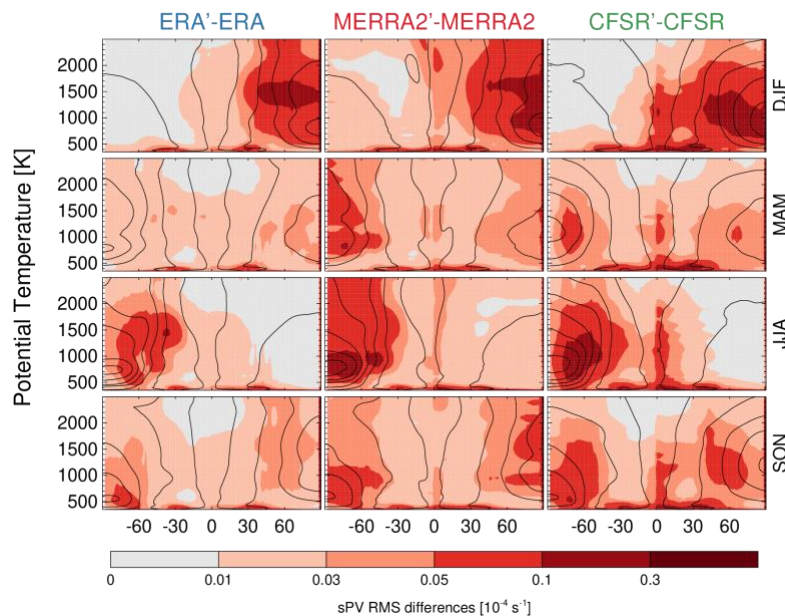 ERA'-ERA MERRA2'-MERRA2 CFSR'-CFSR
Potential Temperature [K]
2000
1500
1000
500
DJF
2000
1500
1000
500
MAM
2000
1500
1000
500
JJA
2000
1500
1000
500
SON
-60 -30 0 30 60 -60 -30 0 30 60 -60 -30 0 30 60
0 0.01 0.03 0.05 0.1 0.3
sPV RMS differences [10⁻⁴ s⁻¹]